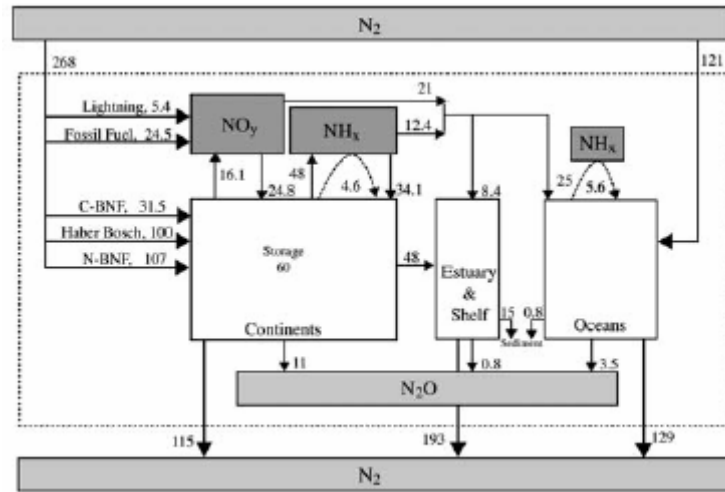 N2
268
121
Lightning, 5.4
Fossil Fuel, 24.5
NOy
NHx
21
12.4
NHx
16.1
24.8
48
4.6
34.1
8.4
25
5.6
C-BNF, 31.5
Haber Bosch, 100
N-BNF, 107
Storage
60
48
Continents
Estuary
&
Shelf
15
0.8
Sediment
Oceans
11
0.8
3.5
N2O
115
193
129
N2